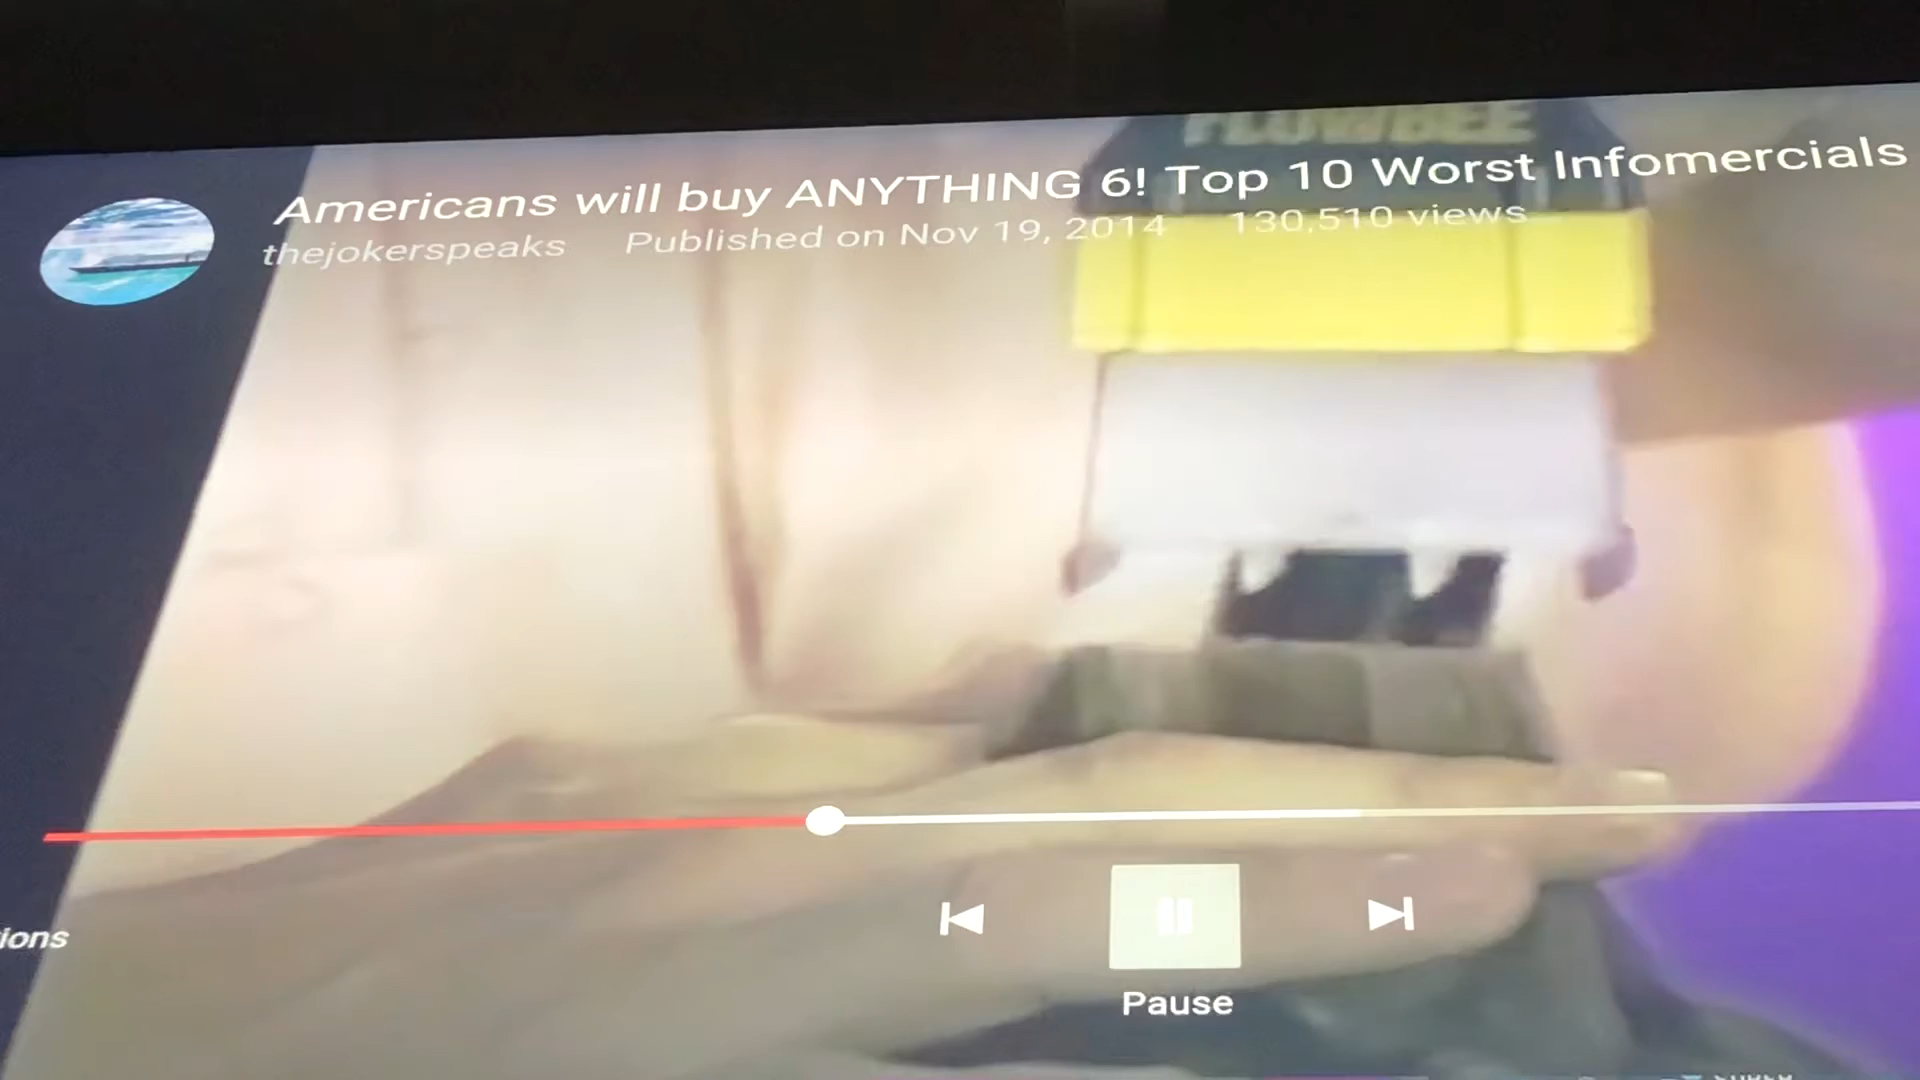 FLOWBEE
Americans will buy ANYTHING 6! Top 10 Worst Infomercials
thejokerspeaks Published on Nov 19, 2014 130,510 views
ions
Pause